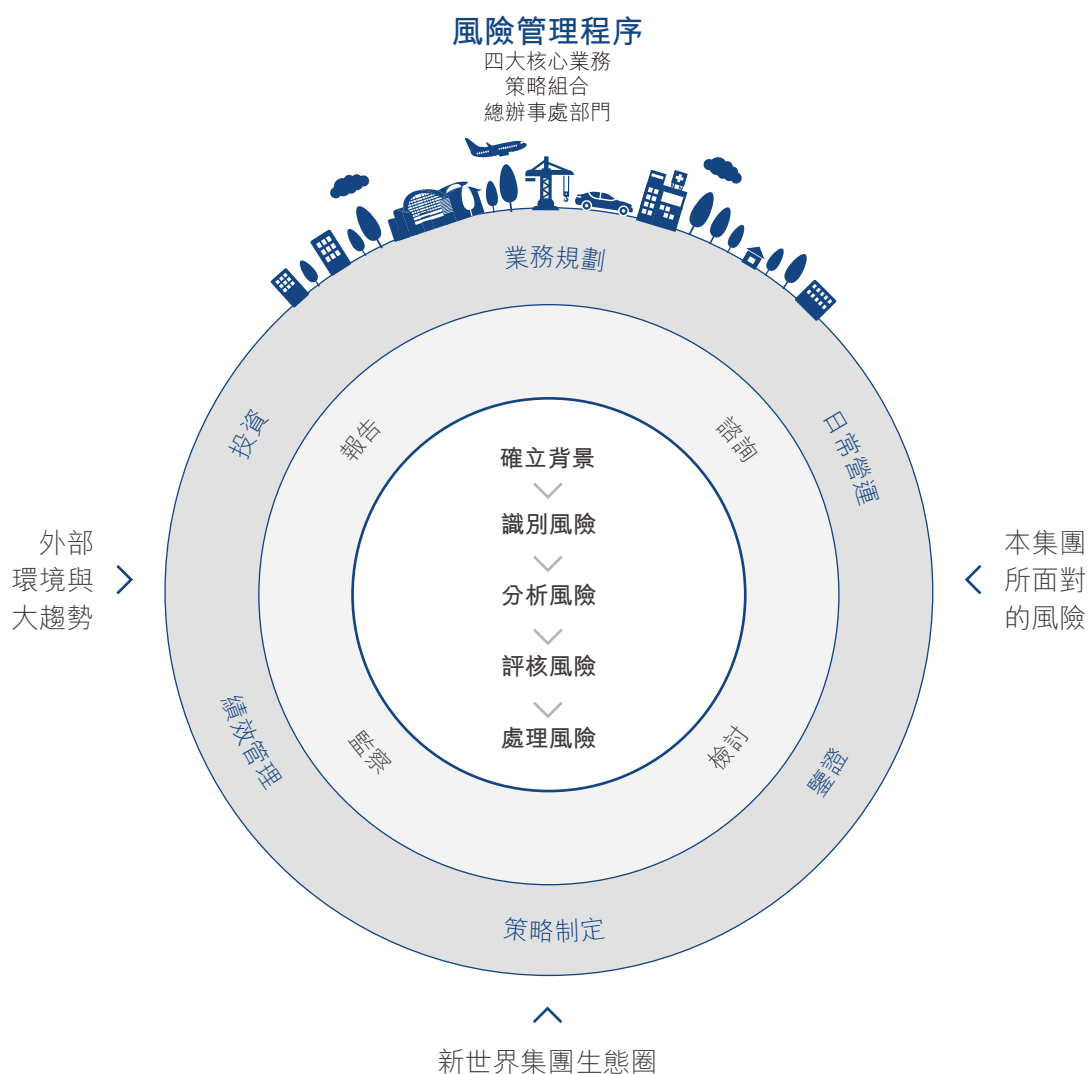 風險管理程序
四大核心業務
策略組合
總辦事處部門
業務規劃
投資
日常營運
報告
諮詢
確立背景
識別風險
分析風險
評核風險
處理風險
外部
環境與
大趨勢
本集團
所面對
的風險
績效管理
監察
檢討
鑒證
策略制定
新世界集團生態圈